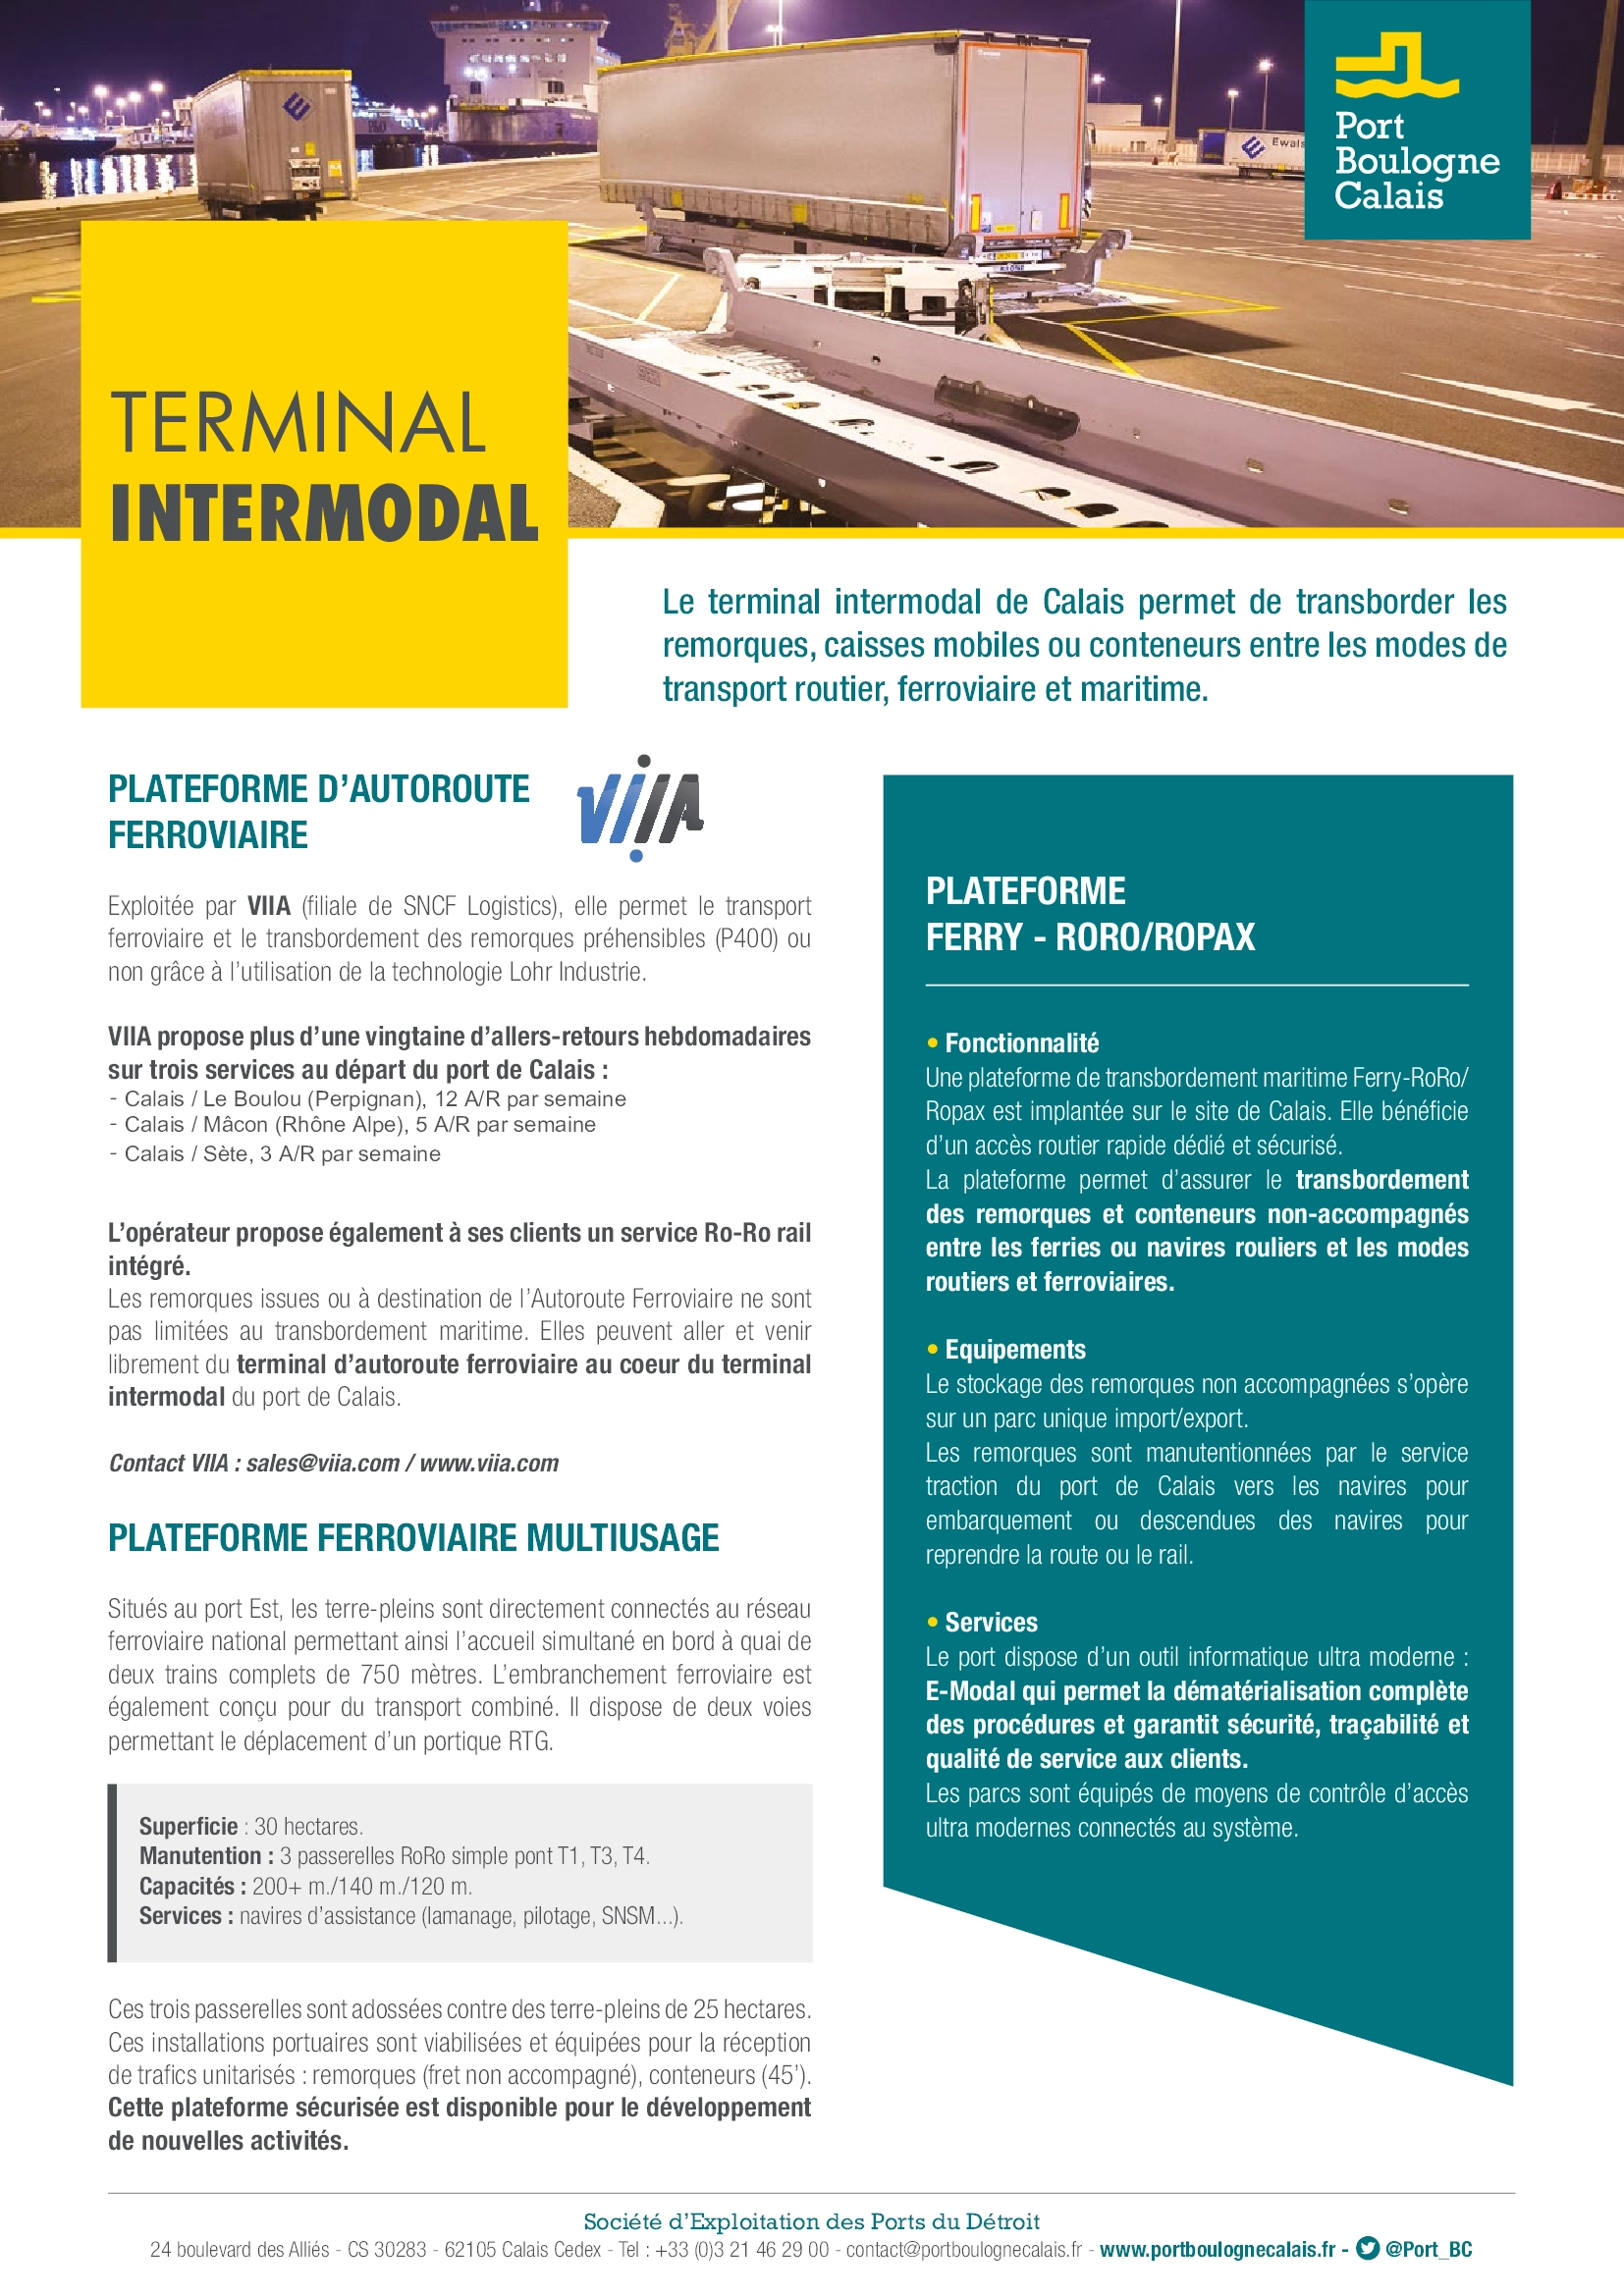 Ewals
Port
Boulogne
Calais
TERMINAL
INTERMODAL
Le terminal intermodal de Calais permet de transborder les
remorques, caisses mobiles ou conteneurs entre les modes de
transport routier, ferroviaire et maritime.
PLATEFORME D’AUTOROUTE
FERROVIAIRE
VIIA
Exploitée par VIIA (filiale de SNCF Logistics), elle permet le transport
ferroviaire et le transbordement des remorques préhensibles (P400) ou
non grâce à l’utilisation de la technologie Lohr Industrie.
VIIA propose plus d’une vingtaine d’allers-retours hebdomadaires
sur trois services au départ du port de Calais :
- Calais / Le Boulou (Perpignan), 12 A/R par semaine
- Calais / Mâcon (Rhône Alpe), 5 A/R par semaine
- Calais / Sète, 3 A/R par semaine
L’opérateur propose également à ses clients un service Ro-Ro rail
intégré.
Les remorques issues ou à destination de l’Autoroute Ferroviaire ne sont
pas limitées au transbordement maritime. Elles peuvent aller et venir
librement du terminal d’autoroute ferroviaire au coeur du terminal
intermodal du port de Calais.
Contact VIIA : sales@viia.com / www.viia.com
PLATEFORME FERROVIAIRE MULTIUSAGE
Situés au port Est, les terre-pleins sont directement connectés au réseau
ferroviaire national permettant ainsi l’accueil simultané en bord à quai de
deux trains complets de 750 mètres. L’embranchement ferroviaire est
également conçu pour du transport combiné. Il dispose de deux voies
permettant le déplacement d’un portique RTG.
Superficie : 30 hectares.
Manutention : 3 passerelles RoRo simple pont T1, T3, T4.
Capacités : 200+ m./140 m./120 m.
Services : navires d’assistance (lamanage, pilotage, SNSM...).
Ces trois passerelles sont adossées contre des terre-pleins de 25 hectares.
Ces installations portuaires sont viabilisées et équipées pour la réception
de trafics unitarisés : remorques (fret non accompagné), conteneurs (45’).
Cette plateforme sécurisée est disponible pour le développement
de nouvelles activités.
PLATEFORME
FERRY - RORO/ROPAX
• Fonctionnalité
Une plateforme de transbordement maritime Ferry-RoRo/
Ropax est implantée sur le site de Calais. Elle bénéficie
d’un accès routier rapide dédié et sécurisé.
La plateforme permet d’assurer le transbordement
des remorques et conteneurs non-accompagnés
entre les ferries ou navires rouliers et les modes
routiers et ferroviaires.
• Equipements
Le stockage des remorques non accompagnées s’opère
sur un parc unique import/export.
Les remorques sont manutentionnées par le service
traction du port de Calais vers les navires pour
embarquement ou descendues des navires pour
reprendre la route ou le rail.
• Services
Le port dispose d’un outil informatique ultra moderne :
E-Modal qui permet la dématérialisation complète
des procédures et garantit sécurité, traçabilité et
qualité de service aux clients.
Les parcs sont équipés de moyens de contrôle d’accès
ultra modernes connectés au système.
Société d’Exploitation des Ports du Détroit
24 boulevard des Alliés - CS 30283 - 62105 Calais Cedex - Tel : +33 (0)3 21 46 29 00 - contact@portboulognecalais.fr - www.portboulognecalais.fr - @Port_BC